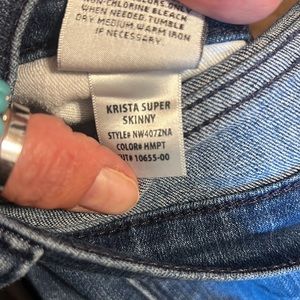 NON-CHLORINE BLEACH
WHEN NEEDED. TUMBLE
DRY MEDIUM. WARM IRON
IF NECESSARY.
KRISTA SUPER
SKINNY
STYLE# NW407ZNA
COLOR# HMPT
10655-00